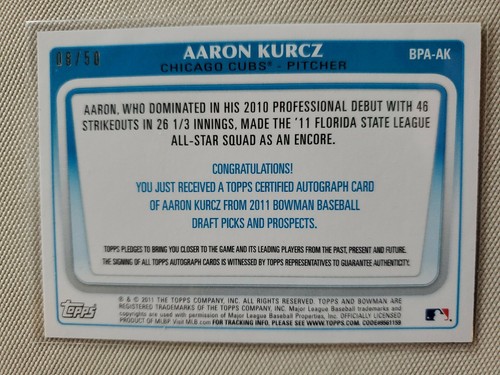 06/50
AARON KURCZ
BPA-AK
CHICAGO CUBS® - PITCHER
AARON, WHO DOMINATED IN HIS 2010 PROFESSIONAL DEBUT WITH 46
STRIKEOUTS IN 26 1/3 INNINGS, MADE THE '11 FLORIDA STATE LEAGUE
ALL-STAR SQUAD AS AN ENCORE.
CONGRATULATIONS!
YOU JUST RECEIVED A TOPPS CERTIFIED AUTOGRAPH CARD
OF AARON KURCZ FROM 2011 BOWMAN BASEBALL
DRAFT PICKS AND PROSPECTS.
TOPPS PLEDGES TO BRING YOU CLOSER TO THE GAME AND ITS LEADING PLAYERS FROM THE PAST, PRESENT AND FUTURE.
THE SIGNING OF ALL TOPPS AUTOGRAPH CARDS IS WITNESSED BY TOPPS REPRESENTATIVES TO GUARANTEE AUTHENTICITY.
Topps
® & © 2011 THE TOPPS COMPANY, INC. ALL RIGHTS RESERVED. TOPPS AND BOWMAN ARE
REGISTERED TRADEMARKS OF THE TOPPS COMPANY, INC. Major League Baseball trademarks and
copyrights are used with permission of Major League Baseball Properties, Inc. OFFICIALLY LICENSED
PRODUCT OF MLBP Visit MLB.com FOR TRACKING INFO, PLEASE SEE WWW.TOPPS.COM.